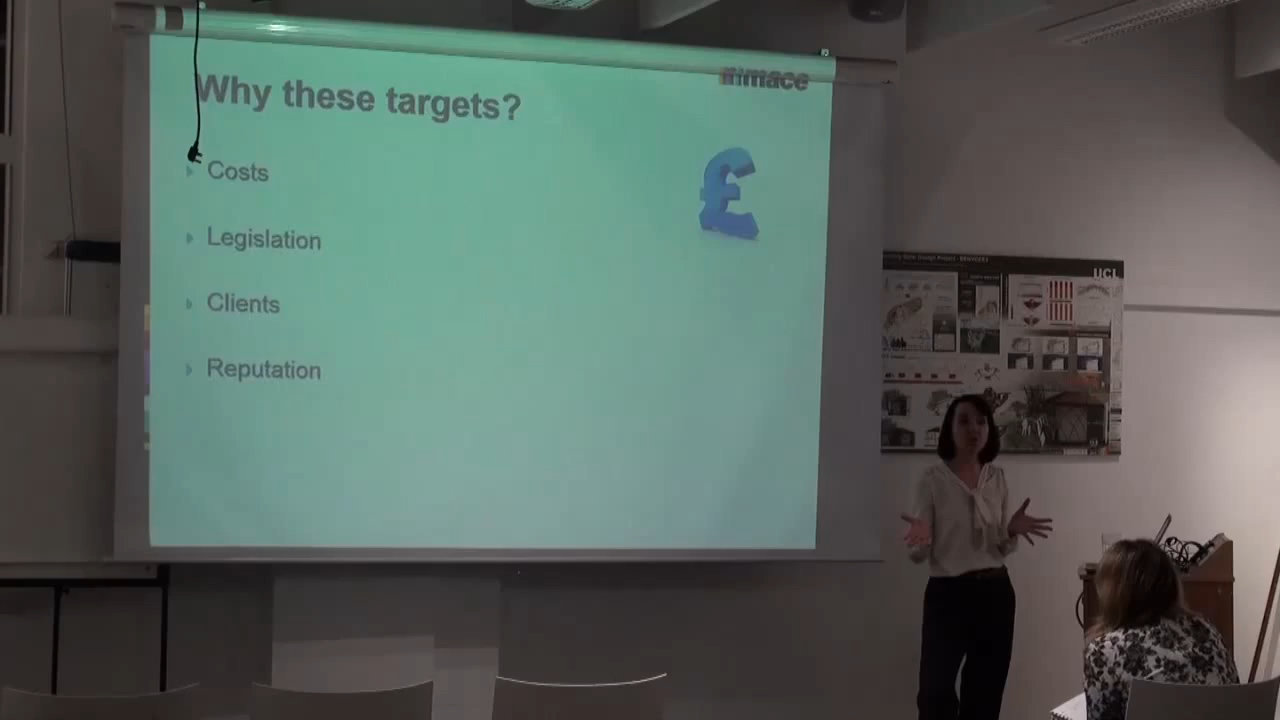 mace
Why these targets?
Costs
£
Legislation
Clients
Reputation
UCL